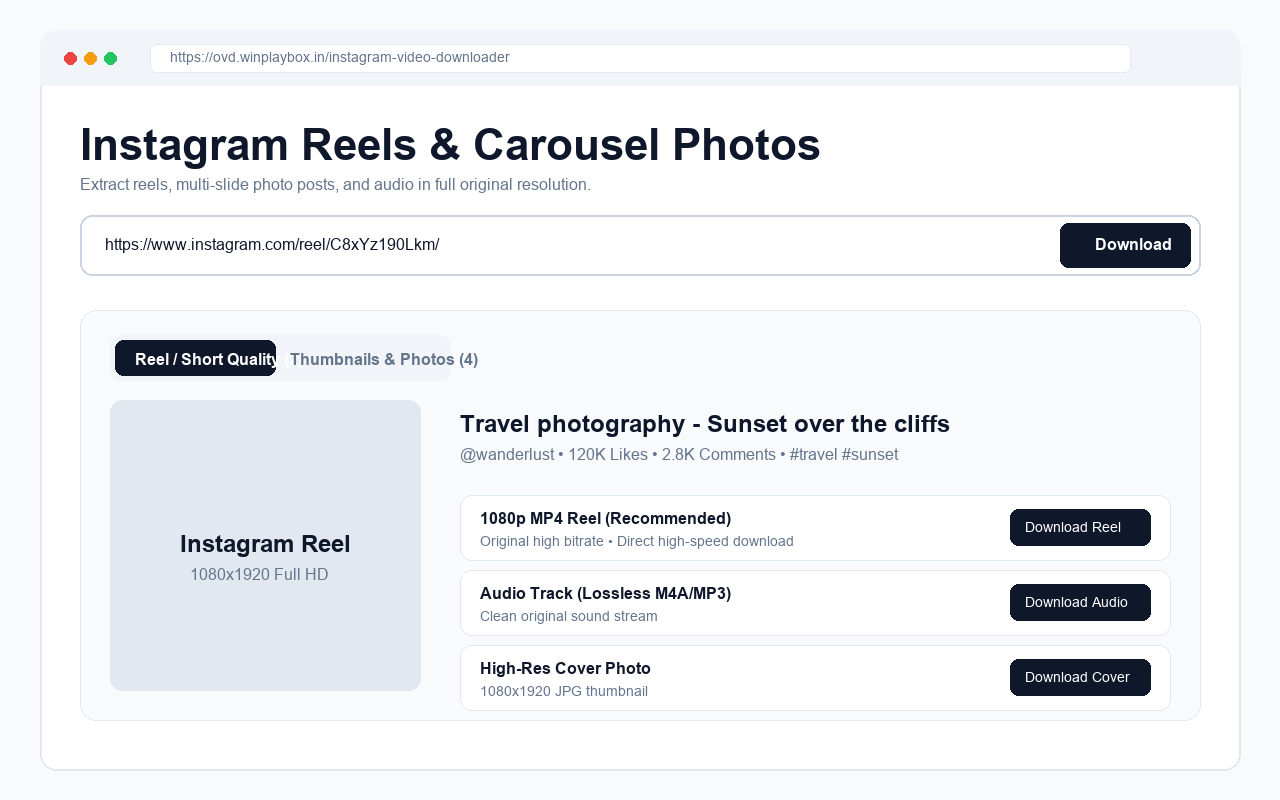 https://ovd.winplaybox.in/instagram-video-downloader
Instagram Reels & Carousel Photos
Extract reels, multi-slide photo posts, and audio in full original resolution.
https://www.instagram.com/reel/C8xYz190Lkm/
Download
Reel / Short Quality
Thumbnails & Photos (4)
Instagram Reel
1080x1920 Full HD
Travel photography - Sunset over the cliffs
@wanderlust • 120K Likes • 2.8K Comments • #travel #sunset
1080p MP4 Reel (Recommended)
Original high bitrate • Direct high-speed download
Download Reel
Audio Track (Lossless M4A/MP3)
Clean original sound stream
Download Audio
High-Res Cover Photo
1080x1920 JPG thumbnail
Download Cover